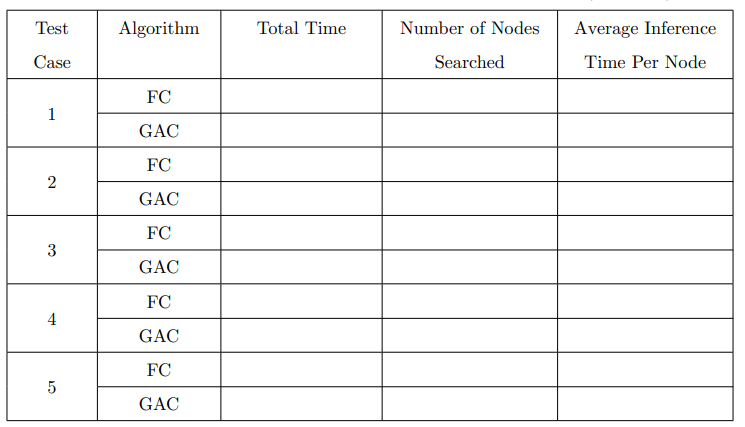 Test Case | Algorithm | Total Time | Number of Nodes Searched | Average Inference Time Per Node
1 | FC
GAC
2 | FC
GAC
3 | FC
GAC
4 | FC
GAC
5 | FC
GAC